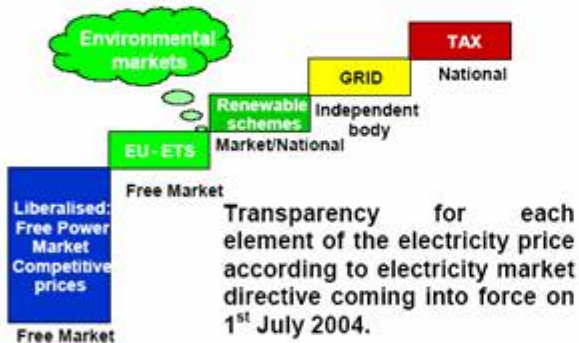 Environmental
markets
TAX
National
GRID
Independent
body
Renewable
schemes
Market/National
EU - ETS
Free Market
Liberalised:
Free Power
Market
Competitive
prices
Free Market
Transparency for each
element of the electricity price
according to electricity market
directive coming into force on
1st July 2004.